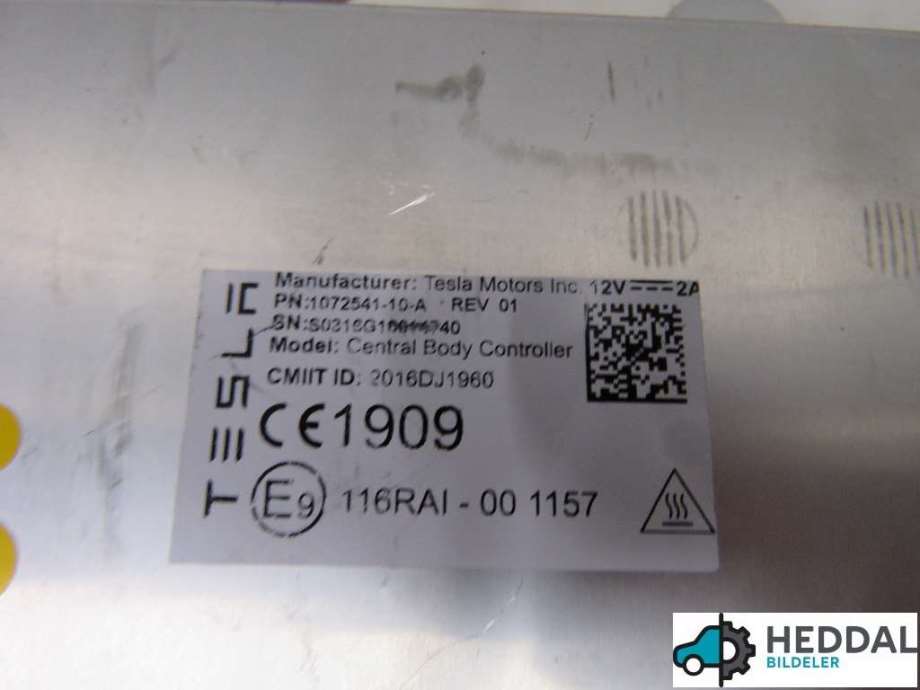 Manufacturer: Tesla Motors Inc. 12V 2A
PN:1072541-10-A REV 01
Model: Central Body Controller
CMIIT ID: 2016DJ1960
CE1909
E9 116RAI - 00 1157
TESLA
HEDDAL
BILDELER